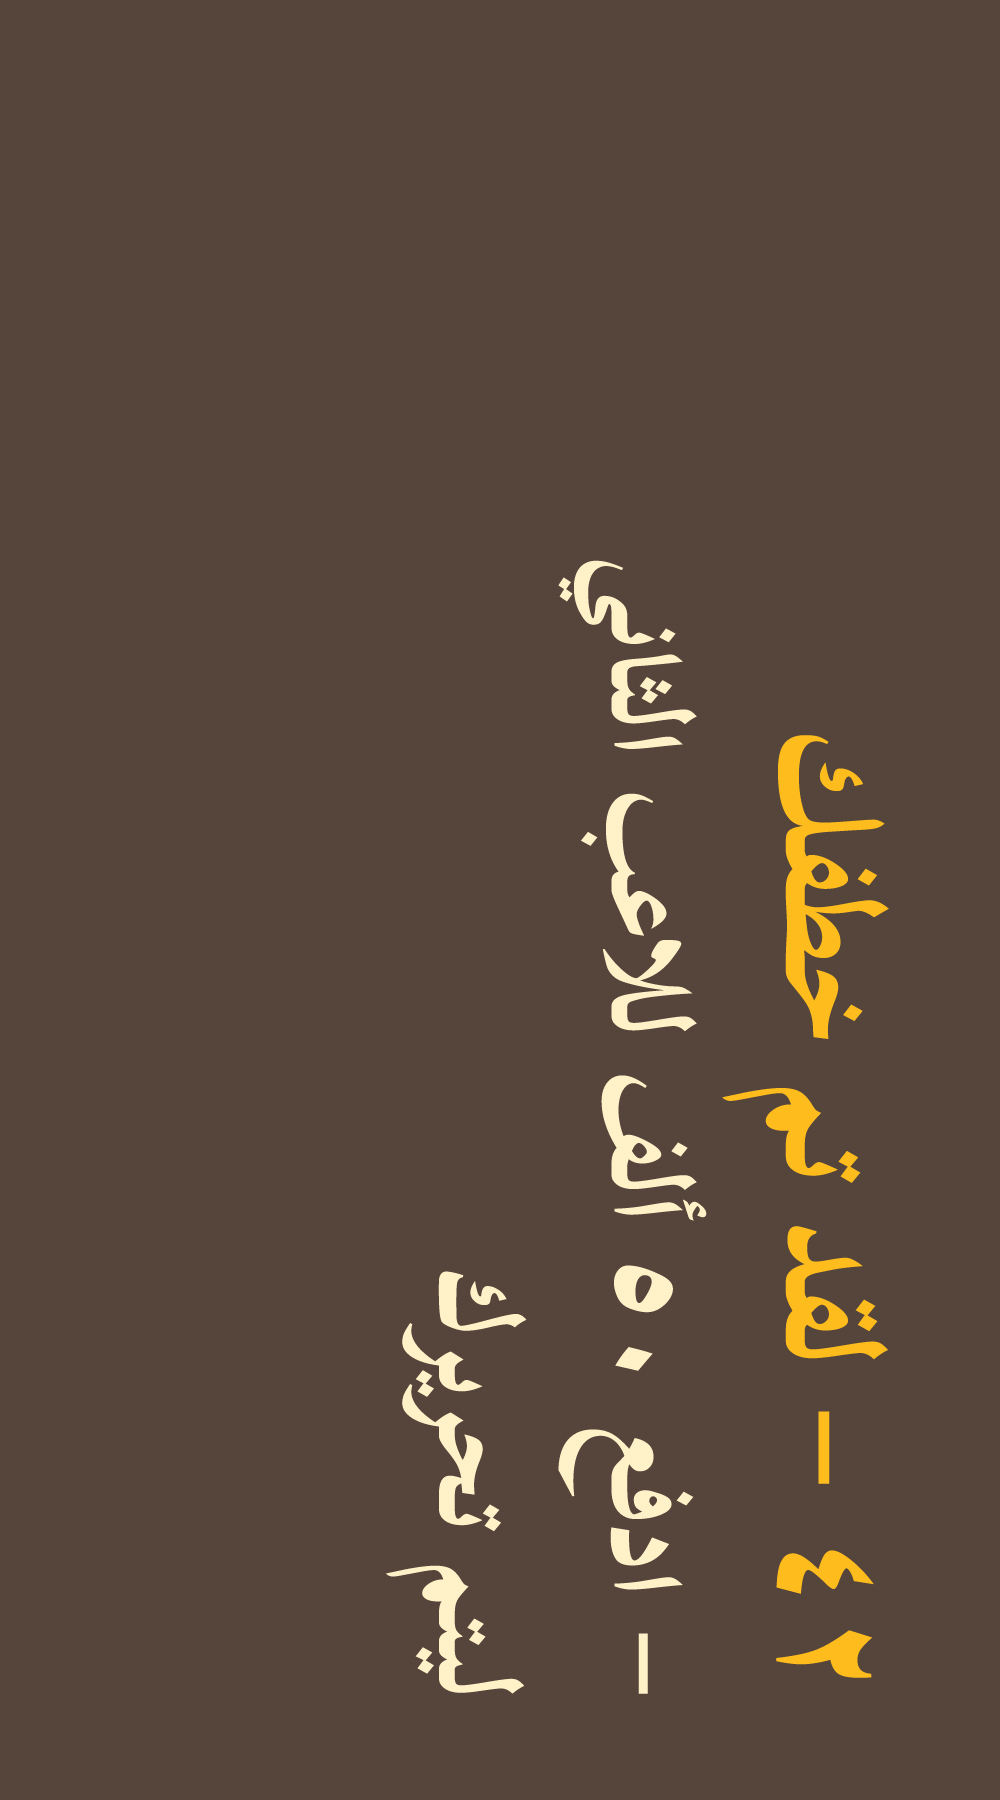 ٤٢ – لقد تم خطفك
– ادفع ٥٠ ألف للاعب الثاني
ليتم تحريرك